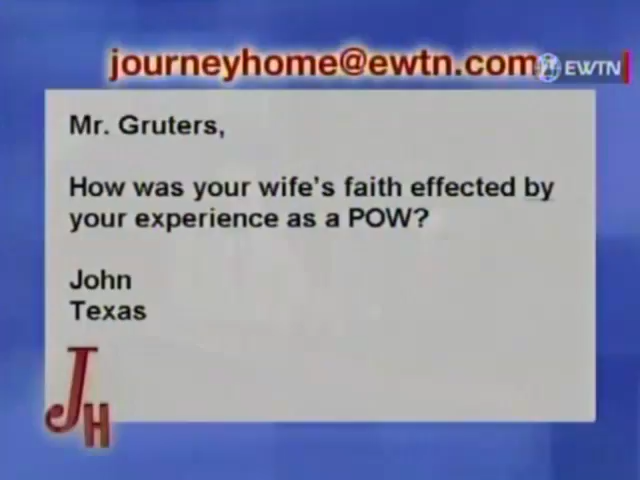 journeyhome@ewtn.com
EWTN
Mr. Gruters,
How was your wife's faith effected by
your experience as a POW?
John
Texas
JH